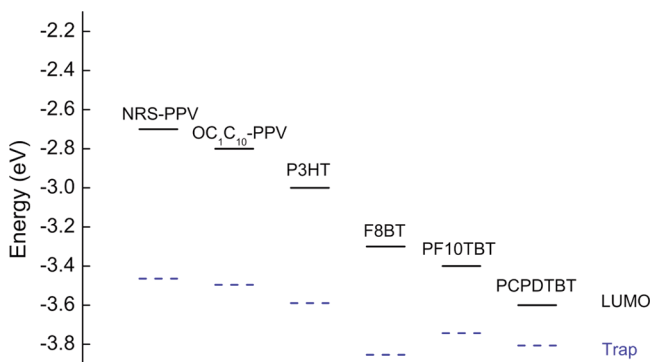 -2.2
-2.4
-2.6
-2.8
-3.0
-3.2
-3.4
-3.6
-3.8
Energy (eV)
NRS-PPV
OC₁C₁₀-PPV
P3HT
F8BT
PF10TBT
PCPDTBT
LUMO
Trap